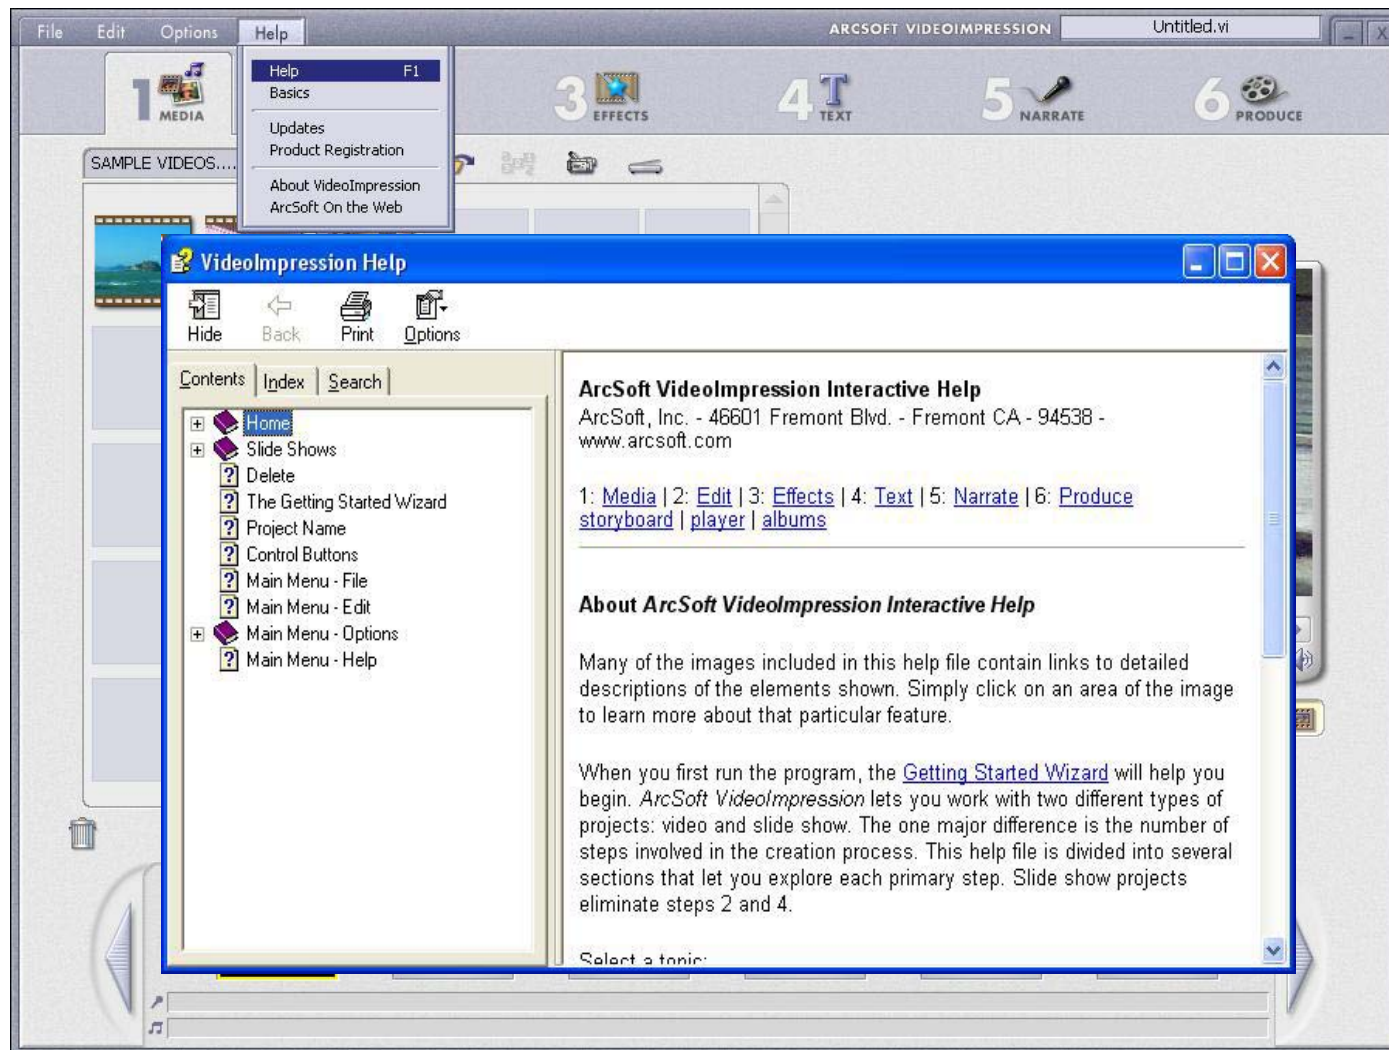 File Edit Options Help
ARCSOFT VIDEOIMPRESSION Untitled.vi
Help F1
Basics
Updates
Product Registration
About VideoImpression
ArcSoft On the Web
1 MEDIA
3 EFFECTS
4 TEXT
5 NARRATE
6 PRODUCE
SAMPLE VIDEOS....
VideoImpression Help
Hide Back Print Options
Contents Index Search
Home
Slide Shows
Delete
The Getting Started Wizard
Project Name
Control Buttons
Main Menu - File
Main Menu - Edit
Main Menu - Options
Main Menu - Help
ArcSoft VideoImpression Interactive Help
ArcSoft, Inc. - 46601 Fremont Blvd. - Fremont CA - 94538 -
www.arcsoft.com
1: Media | 2: Edit | 3: Effects | 4: Text | 5: Narrate | 6: Produce
storyboard | player | albums
About ArcSoft VideoImpression Interactive Help
Many of the images included in this help file contain links to detailed
descriptions of the elements shown. Simply click on an area of the image
to learn more about that particular feature.
When you first run the program, the Getting Started Wizard will help you
begin. ArcSoft VideoImpression lets you work with two different types of
projects: video and slide show. The one major difference is the number of
steps involved in the creation process. This help file is divided into several
sections that let you explore each primary step. Slide show projects
eliminate steps 2 and 4.
Select a topic: